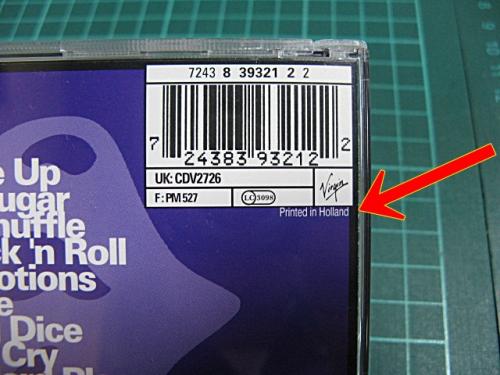 7243 8 39321 2 2
7 24383 93212 2
UK: CDV2726
F: PM 527
LC 3098
Virgin
Printed in Holland
e Up
ugar
huffle
k 'n Roll
otions
e
Dice
Cry